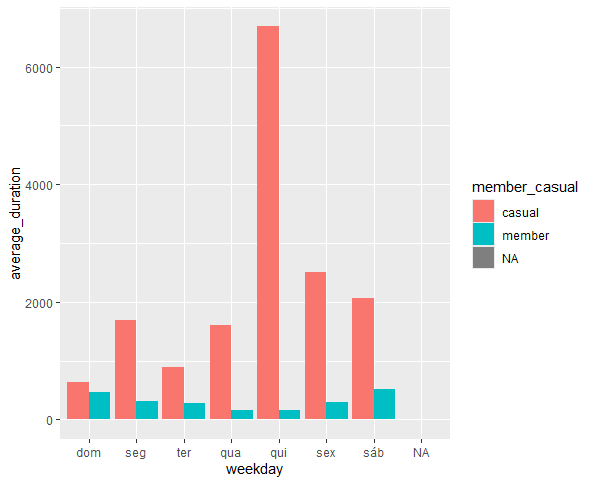 6000
4000
2000
0
average_duration
dom seg ter qua qui sex sáb NA
weekday
member_casual
casual
member
NA